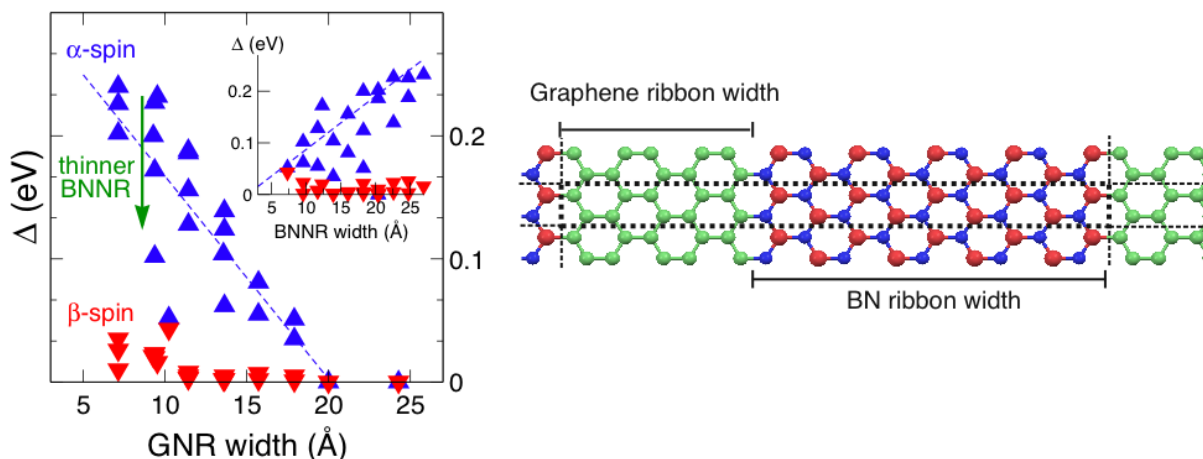 α-spin
Δ (eV)
0.2
0.1
0
5 10 15 20 25
BNNR width (Å)
thinner
BNNR
β-spin
Δ (eV)
0.2
0.1
0
5 10 15 20 25
GNR width (Å)
Graphene ribbon width
BN ribbon width